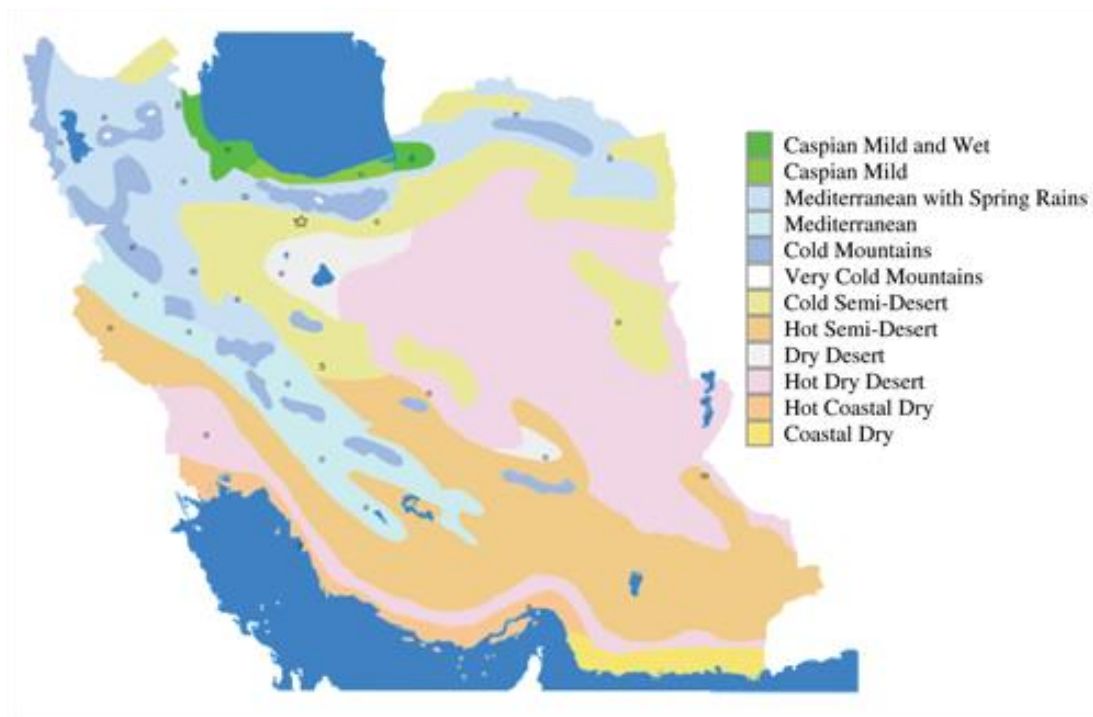 Caspian Mild and Wet
Caspian Mild
Mediterranean with Spring Rains
Mediterranean
Cold Mountains
Very Cold Mountains
Cold Semi-Desert
Hot Semi-Desert
Dry Desert
Hot Dry Desert
Hot Coastal Dry
Coastal Dry